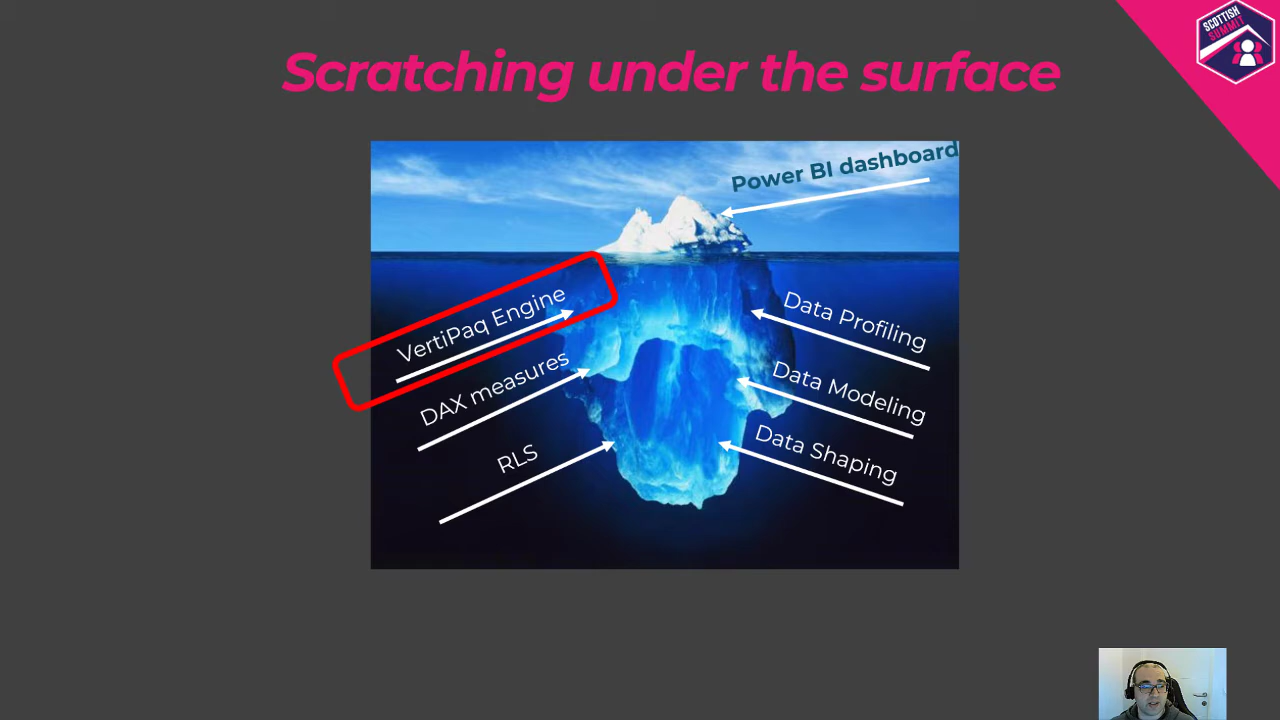 Scratching under the surface
SCOTTISH
SUMMIT
Power BI dashboard
VertiPaq Engine
DAX measures
RLS
Data Profiling
Data Modeling
Data Shaping